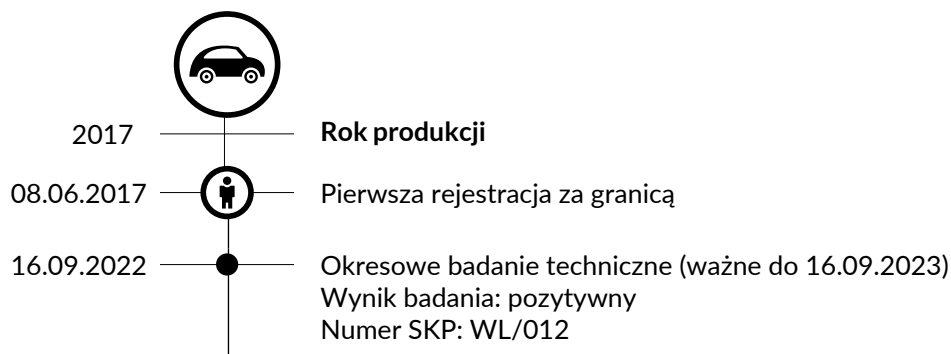 2017 Rok produkcji
08.06.2017 Pierwsza rejestracja za granicą
16.09.2022 Okresowe badanie techniczne (ważne do 16.09.2023)
Wynik badania: pozytywny
Numer SKP: WL/012